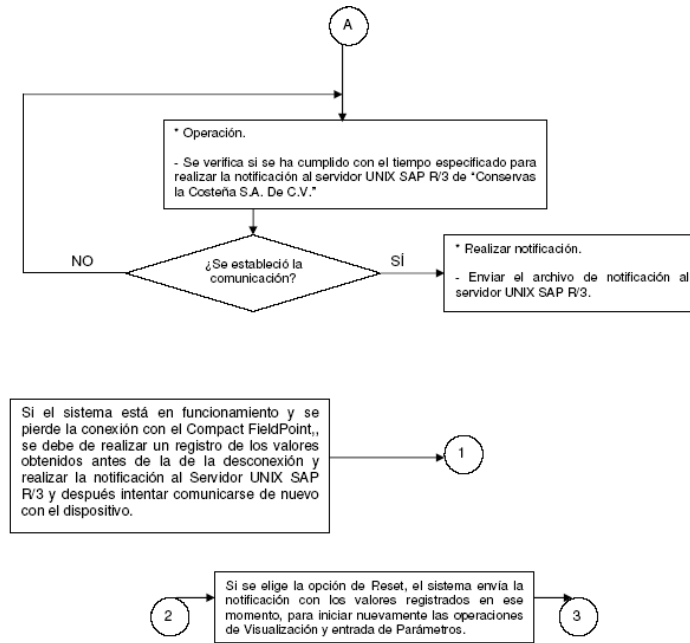 A
* Operación.
- Se verifica si se ha cumplido con el tiempo especificado para
realizar la notificación al servidor UNIX SAP R/3 de "Conservas
la Costeña S.A. De C.V."
NO
¿Se estableció la
comunicación?
SÍ
* Realizar notificación.
- Enviar el archivo de notificación al
servidor UNIX SAP R/3.
Si el sistema está en funcionamiento y se
pierde la conexión con el Compact FieldPoint,,
se debe de realizar un registro de los valores
obtenidos antes de la de la desconexión y
realizar la notificación al Servidor UNIX SAP
R/3 y después intentar comunicarse de nuevo
con el dispositivo.
1
Si se elige la opción de Reset, el sistema envía la
notificación con los valores registrados en ese
momento, para iniciar nuevamente las operaciones
de Visualización y entrada de Parámetros.
2
3